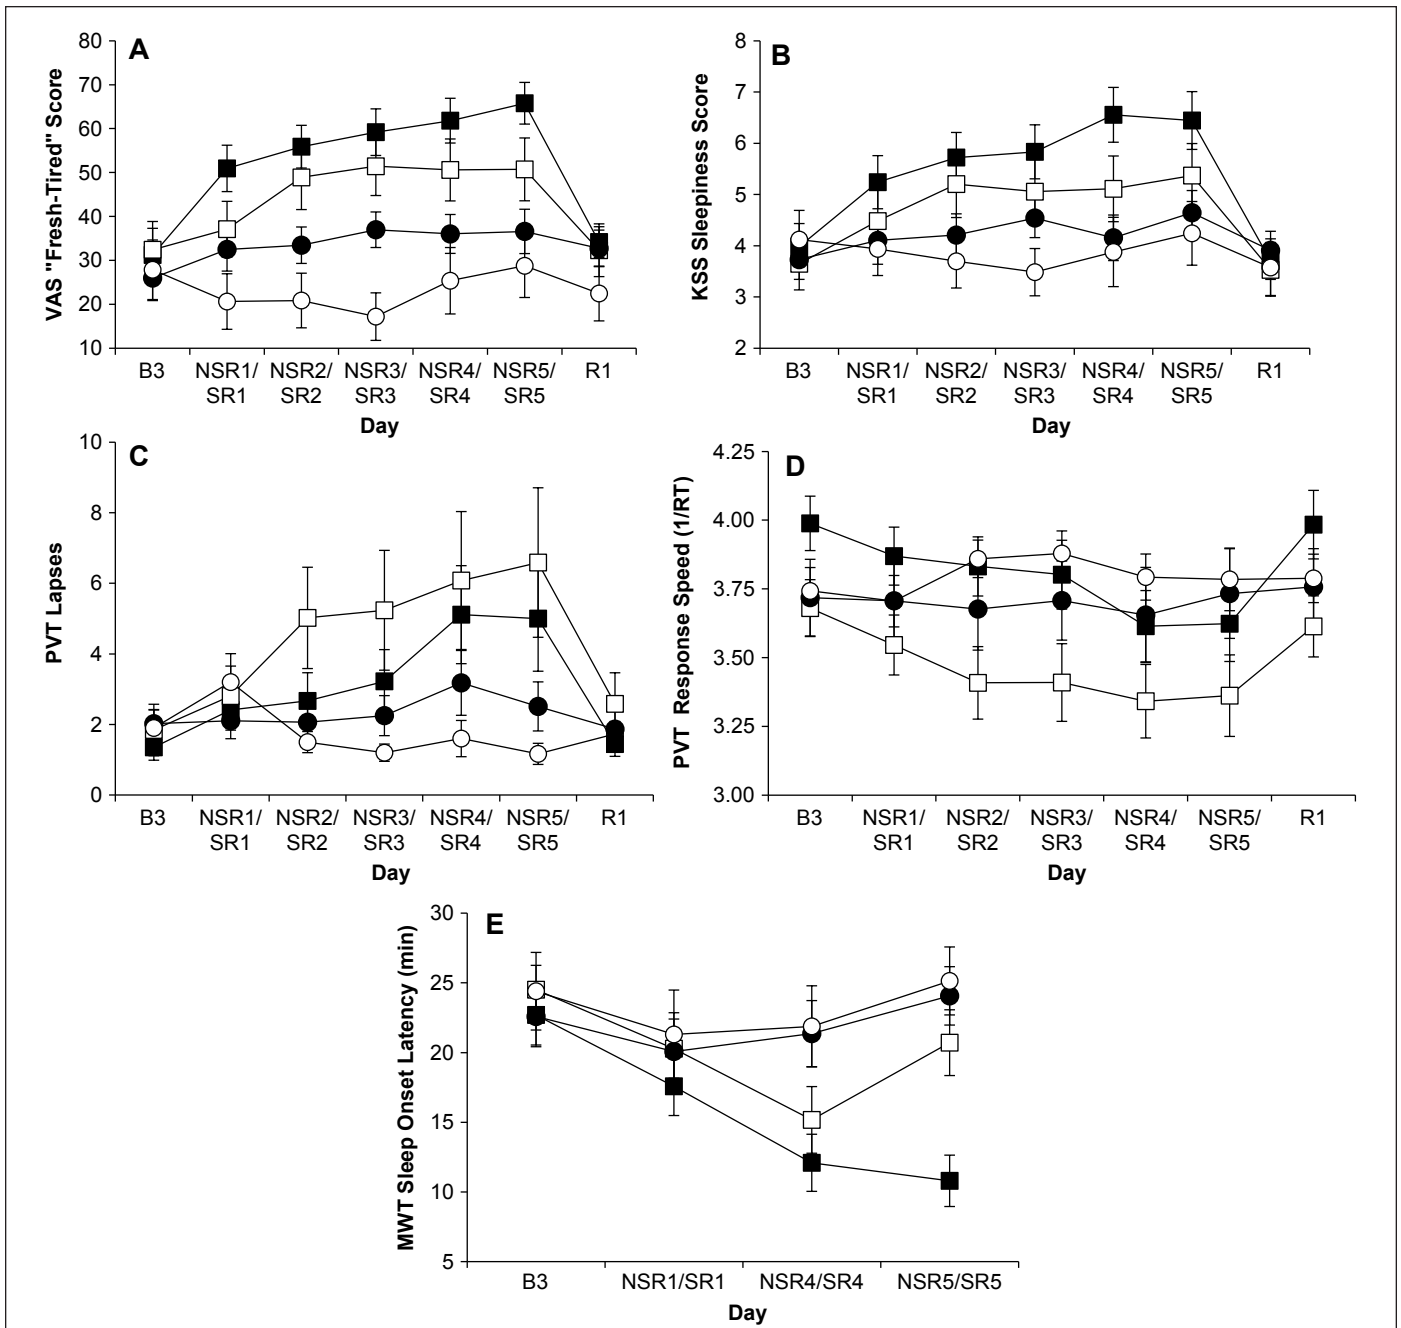 A
VAS "Fresh-Tired" Score
80
70
60
50
40
30
20
10
B3 NSR1/ NSR2/ NSR3/ NSR4/ NSR5/ R1
SR1 SR2 SR3 SR4 SR5
Day
B
KSS Sleepiness Score
8
7
6
5
4
3
2
B3 NSR1/ NSR2/ NSR3/ NSR4/ NSR5/ R1
SR1 SR2 SR3 SR4 SR5
Day
C
PVT Lapses
10
8
6
4
2
0
B3 NSR1/ NSR2/ NSR3/ NSR4/ NSR5/ R1
SR1 SR2 SR3 SR4 SR5
Day
D
PVT Response Speed (1/RT)
4.25
4.00
3.75
3.50
3.25
3.00
B3 NSR1/ NSR2/ NSR3/ NSR4/ NSR5/ R1
SR1 SR2 SR3 SR4 SR5
Day
E
MWT Sleep Onset Latency (min)
30
25
20
15
10
5
B3 NSR1/SR1 NSR4/SR4 NSR5/SR5
Day